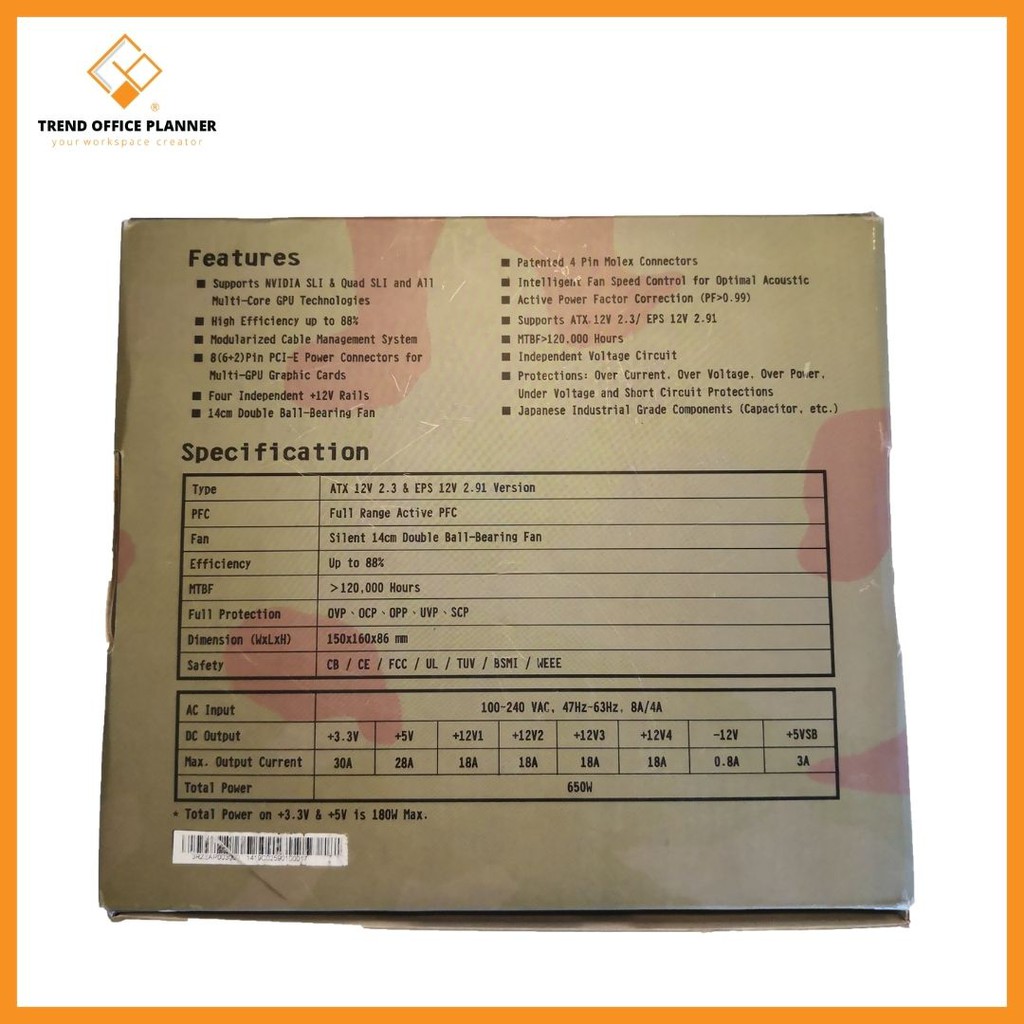 TREND OFFICE PLANNER
®
your workspace creator
Features
■ Supports NVIDIA SLI & Quad SLI and All
Multi-Core GPU Technologies
■ High Efficiency up to 88%
■ Modularized Cable Management System
■ 8(6+2)Pin PCI-E Power Connectors for
Multi-GPU Graphic Cards
■ Four Independent +12V Rails
■ 14cm Double Ball-Bearing Fan
■ Patented 4 Pin Molex Connectors
■ Intelligent Fan Speed Control for Optimal Acoustic
■ Active Power Factor Correction (PF>0.99)
■ Supports ATX 12V 2.3/ EPS 12V 2.91
■ MTBF>120,000 Hours
■ Independent Voltage Circuit
■ Protections: Over Current, Over Voltage, Over Power,
Under Voltage and Short Circuit Protections
■ Japanese Industrial Grade Components (Capacitor, etc.)
Specification
Type ATX 12V 2.3 & EPS 12V 2.91 Version
PFC Full Range Active PFC
Fan Silent 14cm Double Ball-Bearing Fan
Efficiency Up to 88%
MTBF >120,000 Hours
Full Protection OVP、OCP、OPP、UVP、SCP
Dimension (WxLxH) 150x160x86 mm
Safety CB / CE / FCC / UL / TUV / BSMI / WEEE
AC Input 100-240 VAC, 47Hz-63Hz, 8A/4A
DC Output +3.3V +5V +12V1 +12V2 +12V3 +12V4 -12V +5VSB
Max. Output Current 30A 28A 18A 18A 18A 18A 0.8A 3A
Total Power 650W
* Total Power on +3.3V & +5V is 180W Max.